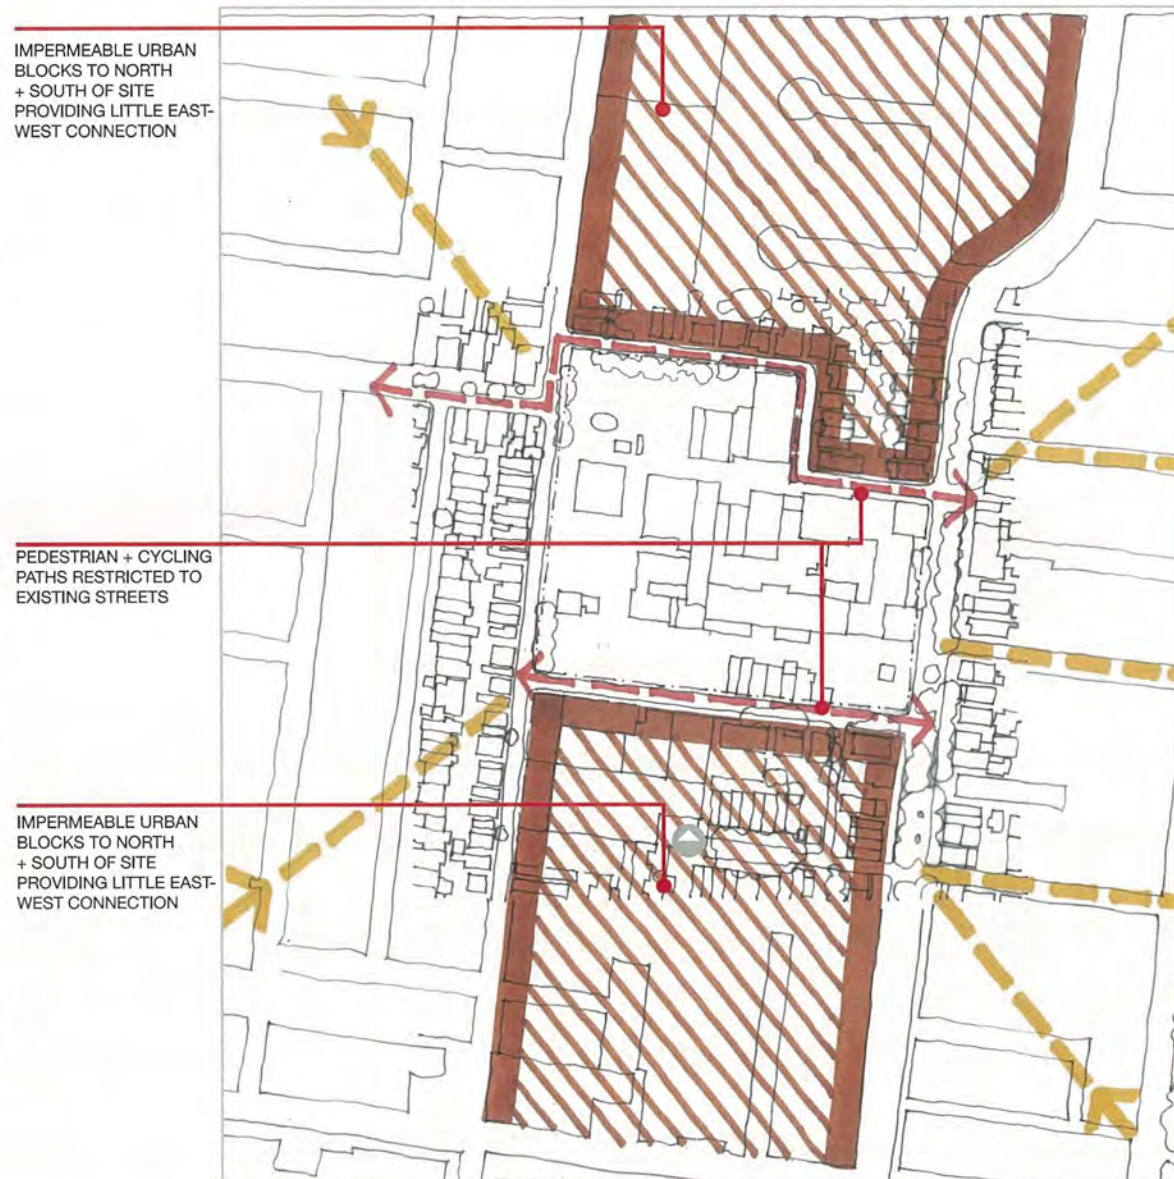 IMPERMEABLE URBAN
BLOCKS TO NORTH
+ SOUTH OF SITE
PROVIDING LITTLE EAST-
WEST CONNECTION
PEDESTRIAN + CYCLING
PATHS RESTRICTED TO
EXISTING STREETS
IMPERMEABLE URBAN
BLOCKS TO NORTH
+ SOUTH OF SITE
PROVIDING LITTLE EAST-
WEST CONNECTION